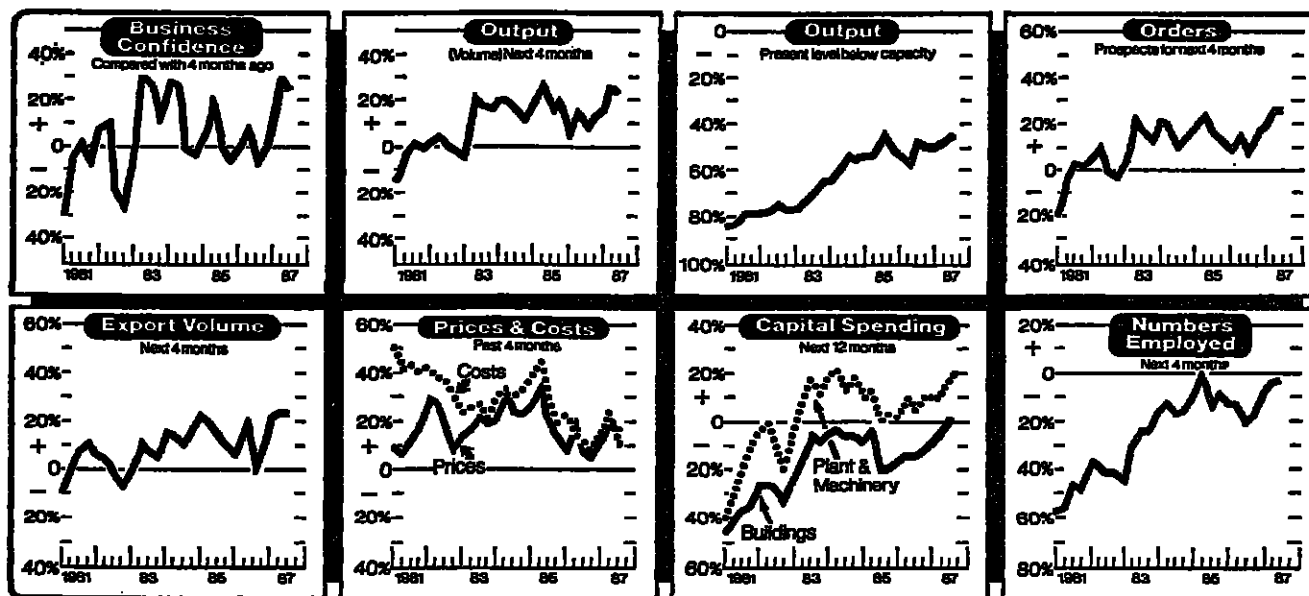 Business
Confidence
Compared with 4 months ago
40%
20%
+
0
−
20%
40%
1981 83 85 87
Output
(Volume) Next 4 months
40%
20%
+
0
−
20%
40%
1981 83 85 87
Output
Present level below capacity
0
−
20%
40%
60%
80%
100%
1981 83 85 87
Orders
Prospects for next 4 months
60%
40%
20%
+
0
−
20%
40%
1981 83 85 87
Export Volume
Next 4 months
60%
40%
20%
+
0
−
20%
40%
1981 83 85 87
Prices & Costs
Past 4 months
60%
40%
20%
+
0
−
20%
40%
Costs
Prices
1981 83 85 87
Capital Spending
Next 12 months
40%
20%
+
0
−
20%
40%
60%
Plant &
Machinery
Buildings
1981 83 85 87
Numbers
Employed
Next 4 months
20%
+
0
−
20%
40%
60%
80%
1981 83 85 87